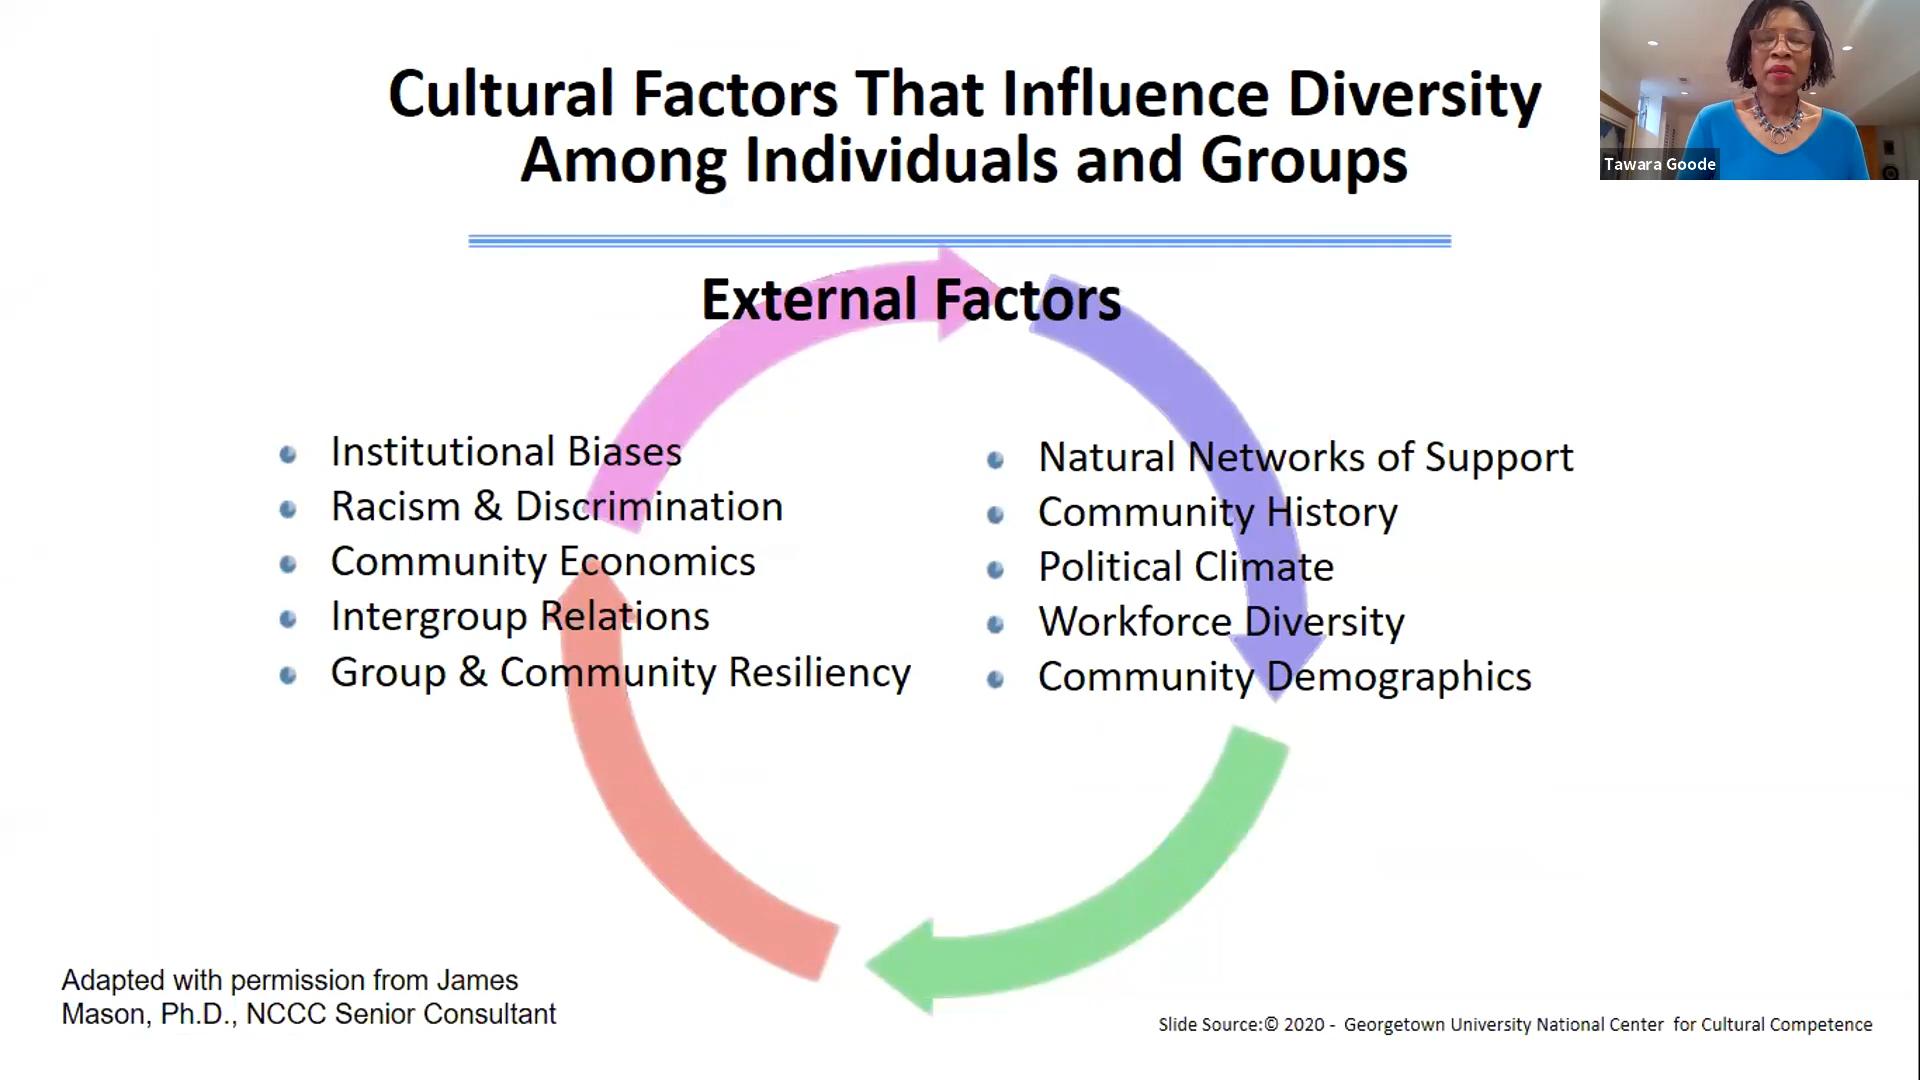 Cultural Factors That Influence Diversity
Among Individuals and Groups
Tawara Goode
External Factors
Institutional Biases
Racism & Discrimination
Community Economics
Intergroup Relations
Group & Community Resiliency
Natural Networks of Support
Community History
Political Climate
Workforce Diversity
Community Demographics
Adapted with permission from James
Mason, Ph.D., NCCC Senior Consultant
Slide Source:© 2020 - Georgetown University National Center for Cultural Competence